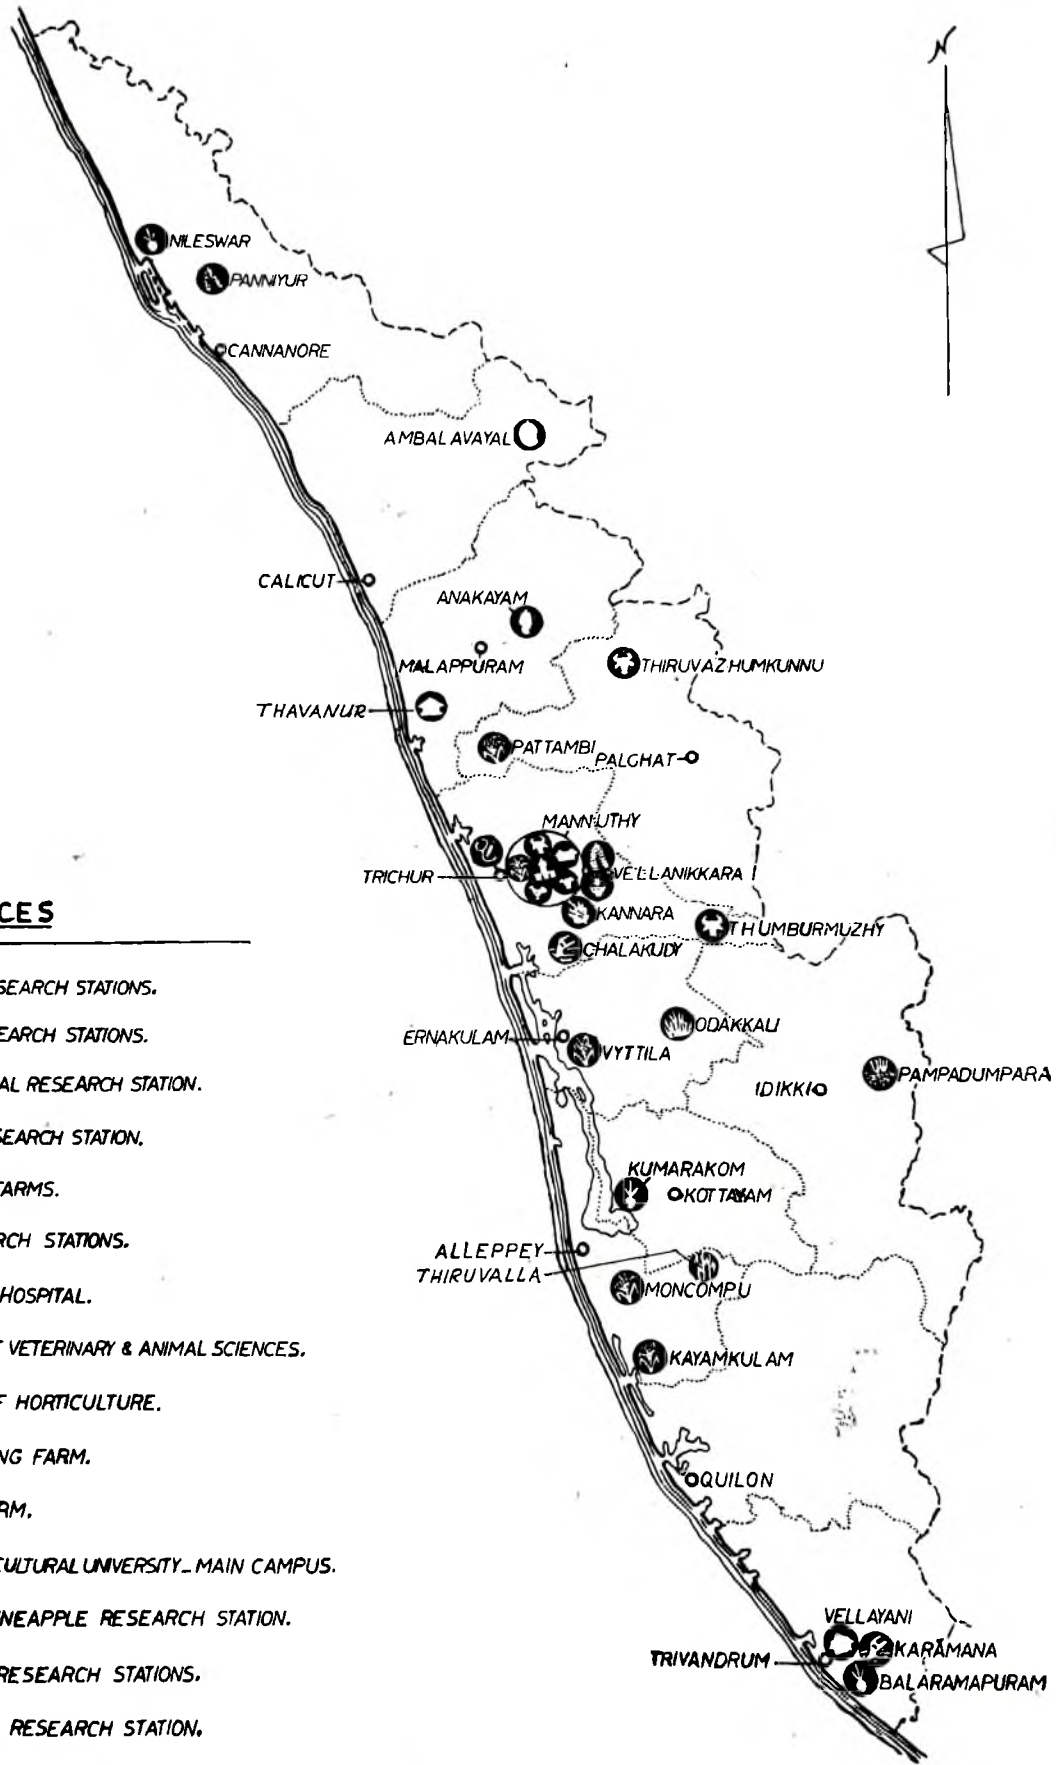 N
NILESWAR
PANNIYUR
CANNANORE
AMBALAVAYAL
CALICUT
ANAKAYAM
MALAPPURAM
THIRUVAZHUMKUNNU
THAVANUR
PATTAMBI
PALGHAT
MANNUTHY
TRICHUR
VELLANIKKARA
KANNARA
THUMBURMUZHY
CHALAKUDY
ODAKKALI
ERNAKULAM
VYTTILA
PAMPADUMPARA
IDIKKI
KUMARAKOM
KOTTAYAM
ALLEPPEY
THIRUVALLA
MONCOMPU
KAYAMKULAM
QUILON
VELLAYANI
KARAMANA
TRIVANDRUM
BALARAMAPURAM
CES
SEARCH STATIONS.
EARCH STATIONS.
AL RESEARCH STATION.
SEARCH STATION.
FARMS.
RCH STATIONS.
HOSPITAL.
VETERINARY & ANIMAL SCIENCES.
F HORTICULTURE.
NG FARM.
RM.
CULTURAL UNIVERSITY_ MAIN CAMPUS.
NEAPPLE RESEARCH STATION.
RESEARCH STATIONS.
RESEARCH STATION.